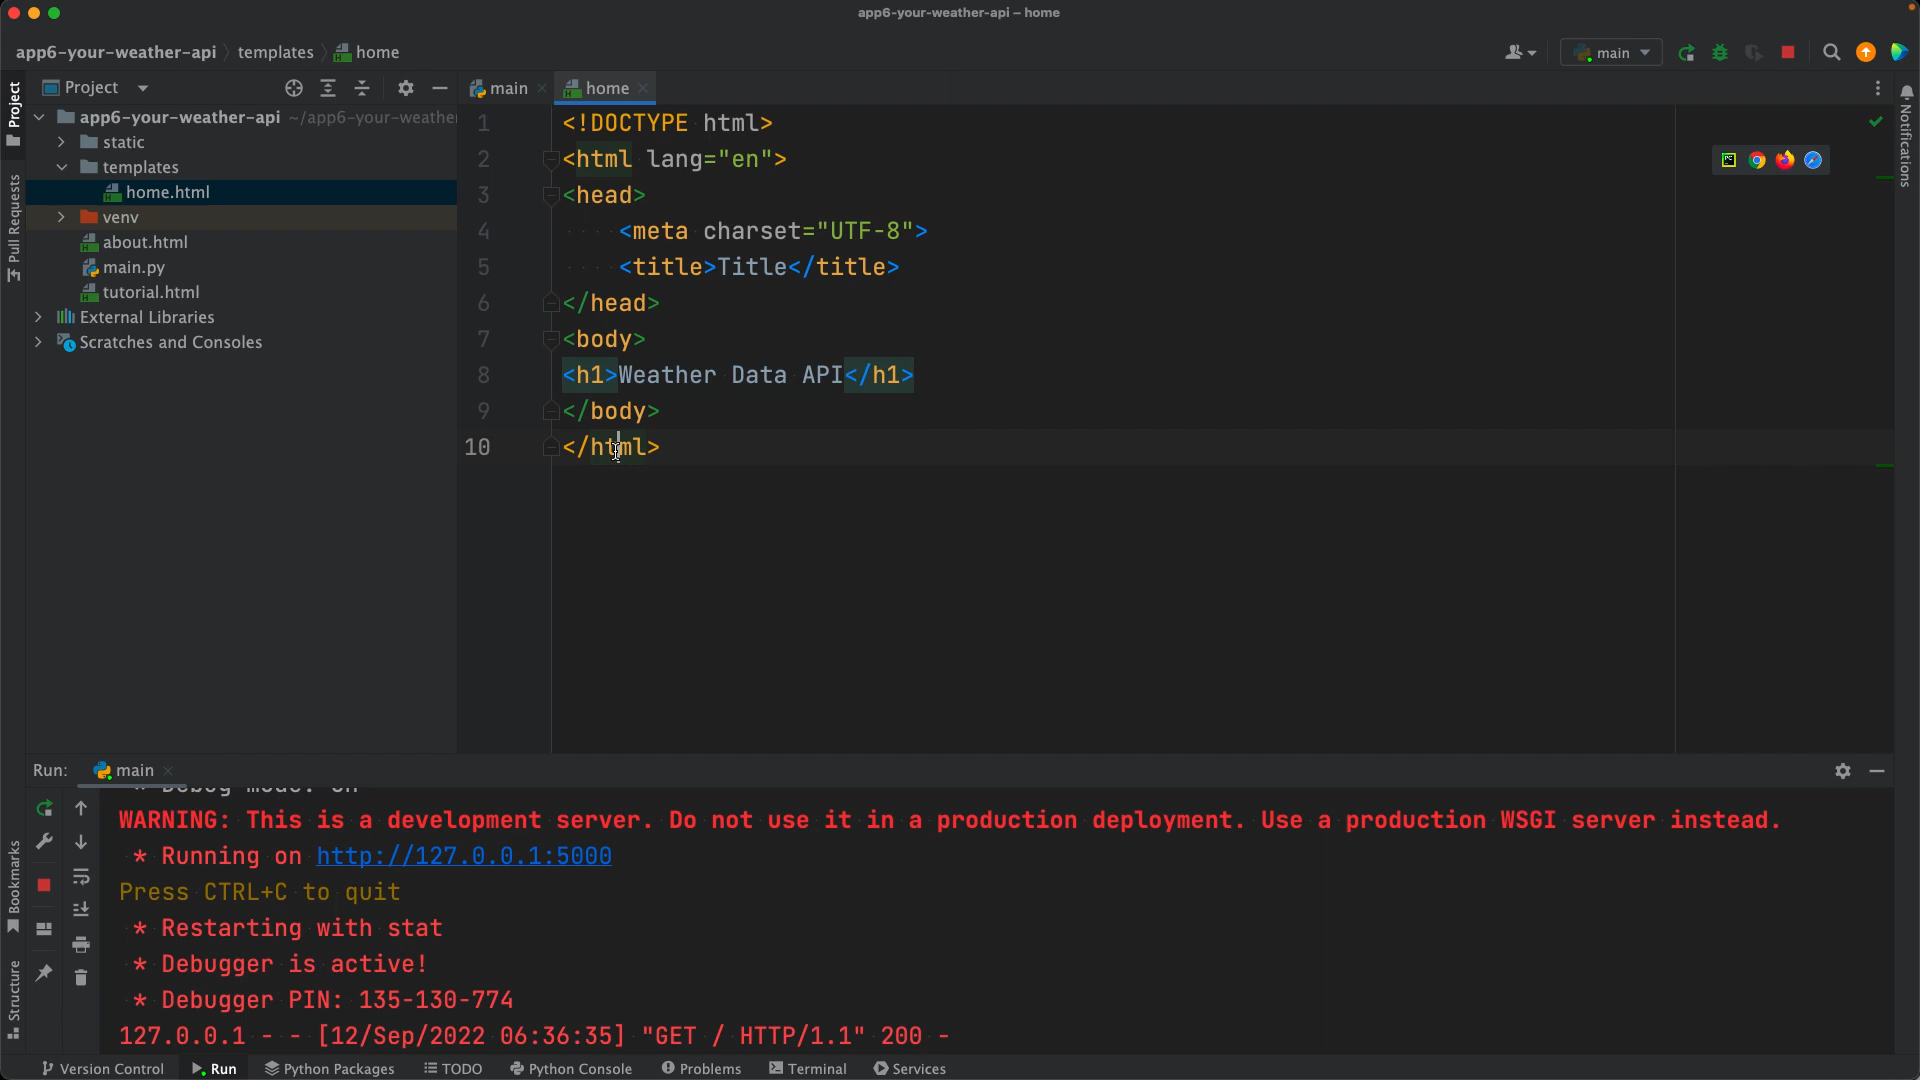 app6-your-weather-api – home
app6-your-weather-api templates home
main
Project
main home
Project
app6-your-weather-api ~/app6-your-weathe
static
templates
home.html
venv
about.html
main.py
tutorial.html
External Libraries
Scratches and Consoles
Pull Requests
Bookmarks
Structure
Notifications
1 <!DOCTYPE html>
2 <html lang="en">
3 <head>
4 <meta charset="UTF-8">
5 <title>Title</title>
6 </head>
7 <body>
8 <h1>Weather Data API</h1>
9 </body>
10 </html>
Run: main
* Debug mode: on
WARNING: This is a development server. Do not use it in a production deployment. Use a production WSGI server instead.
* Running on http://127.0.0.1:5000
Press CTRL+C to quit
* Restarting with stat
* Debugger is active!
* Debugger PIN: 135-130-774
127.0.0.1 - - [12/Sep/2022 06:36:35] "GET / HTTP/1.1" 200 -
Version Control Run Python Packages TODO Python Console Problems Terminal Services